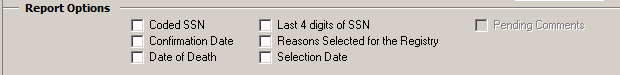 Report Options
Coded SSN Last 4 digits of SSN Pending Comments
Confirmation Date Reasons Selected for the Registry
Date of Death Selection Date